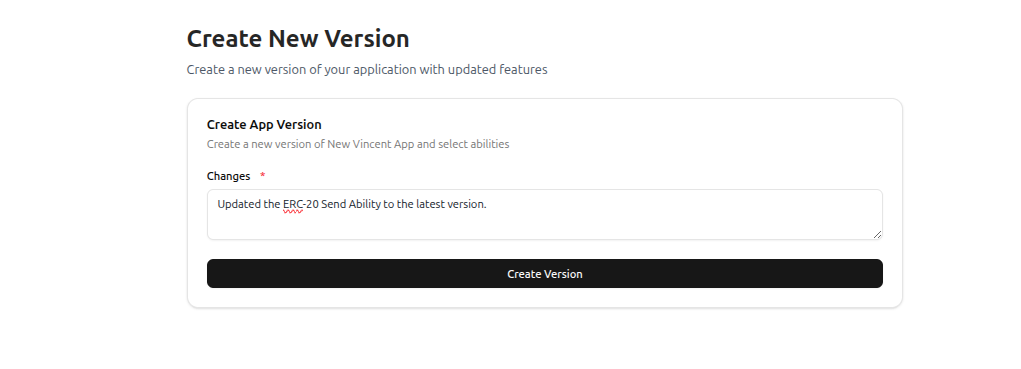 Create New Version
Create a new version of your application with updated features
Create App Version
Create a new version of New Vincent App and select abilities
Changes *
Updated the ERC-20 Send Ability to the latest version.
Create Version